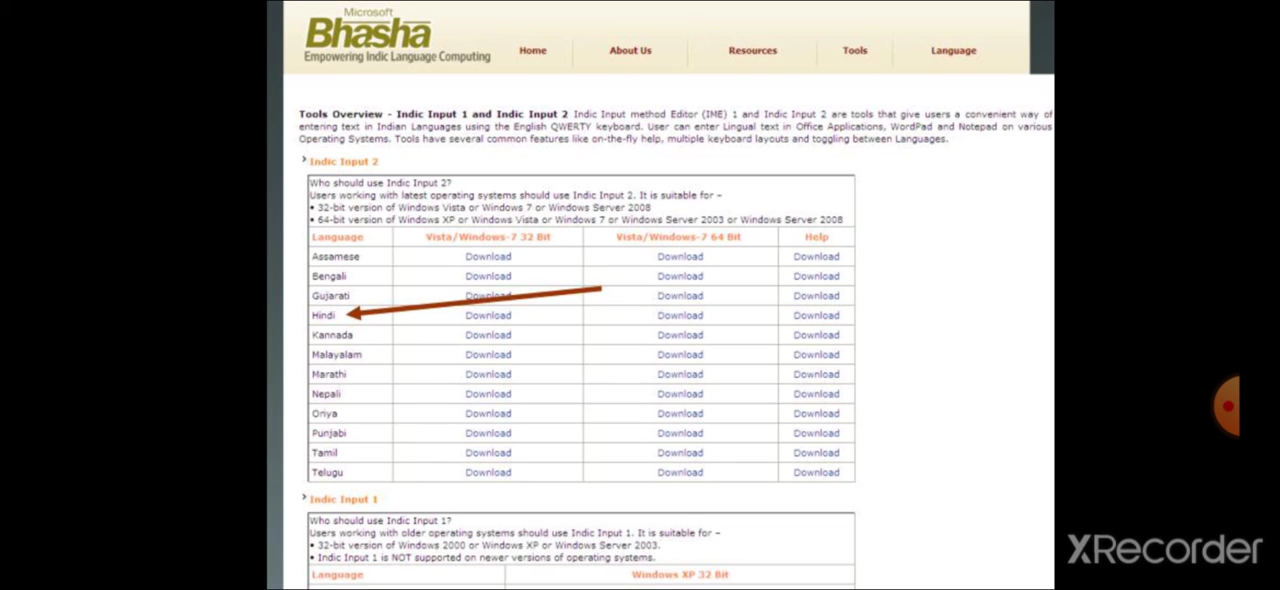 Microsoft
Bhasha
Empowering Indic Language Computing
Home About Us Resources Tools Language
Tools Overview - Indic Input 1 and Indic Input 2 Indic Input method Editor (IME) 1 and Indic Input 2 are tools that give users a convenient way of
entering text in Indian Languages using the English QWERTY keyboard. User can enter Lingual text in Office Applications, WordPad and Notepad on various
Operating Systems. Tools have several common features like on-the-fly help, multiple keyboard layouts and toggling between Languages.
Indic Input 2
Who should use Indic Input 2?
Users working with latest operating systems should use Indic Input 2. It is suitable for –
• 32-bit version of Windows Vista or Windows 7 or Windows Server 2008
• 64-bit version of Windows XP or Windows Vista or Windows 7 or Windows Server 2003 or Windows Server 2008
Language Vista/Windows-7 32 Bit Vista/Windows-7 64 Bit Help
Assamese Download Download Download
Bengali Download Download Download
Gujarati Download Download Download
Hindi Download Download Download
Kannada Download Download Download
Malayalam Download Download Download
Marathi Download Download Download
Nepali Download Download Download
Oriya Download Download Download
Punjabi Download Download Download
Tamil Download Download Download
Telugu Download Download Download
Indic Input 1
Who should use Indic Input 1?
Users working with older operating systems should use Indic Input 1. It is suitable for –
• 32-bit version of Windows 2000 or Windows XP or Windows Server 2003.
• Indic Input 1 is NOT supported on newer versions of operating systems.
Language Windows XP 32 Bit
XRecorder